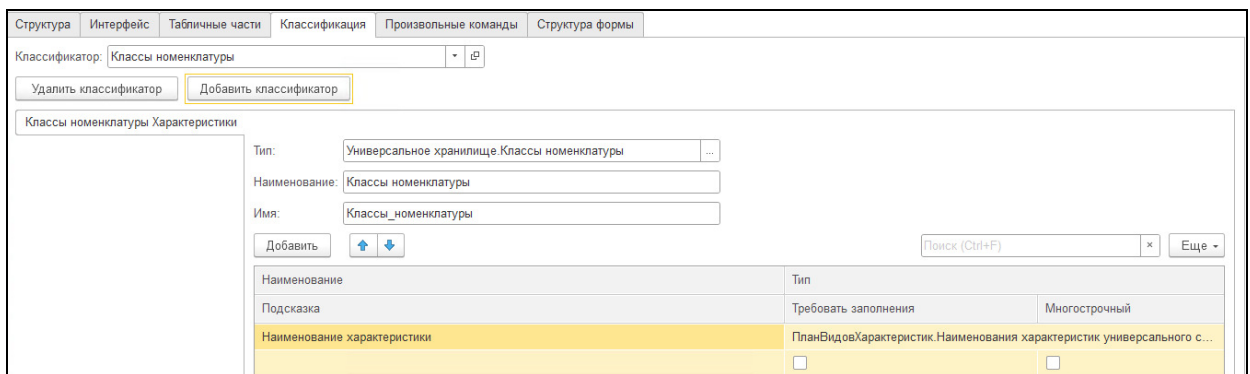 Структура Интерфейс Табличные части Классификация Произвольные команды Структура формы
Классификатор: Классы номенклатуры
Удалить классификатор Добавить классификатор
Классы номенклатуры Характеристики
Тип: Универсальное хранилище.Классы номенклатуры ...
Наименование: Классы номенклатуры
Имя: Классы_номенклатуры
Добавить Поиск (Ctrl+F) × Еще
Наименование Тип
Подсказка Требовать заполнения Многострочный
Наименование характеристики ПланВидовХарактеристик.Наименования характеристик универсального с...